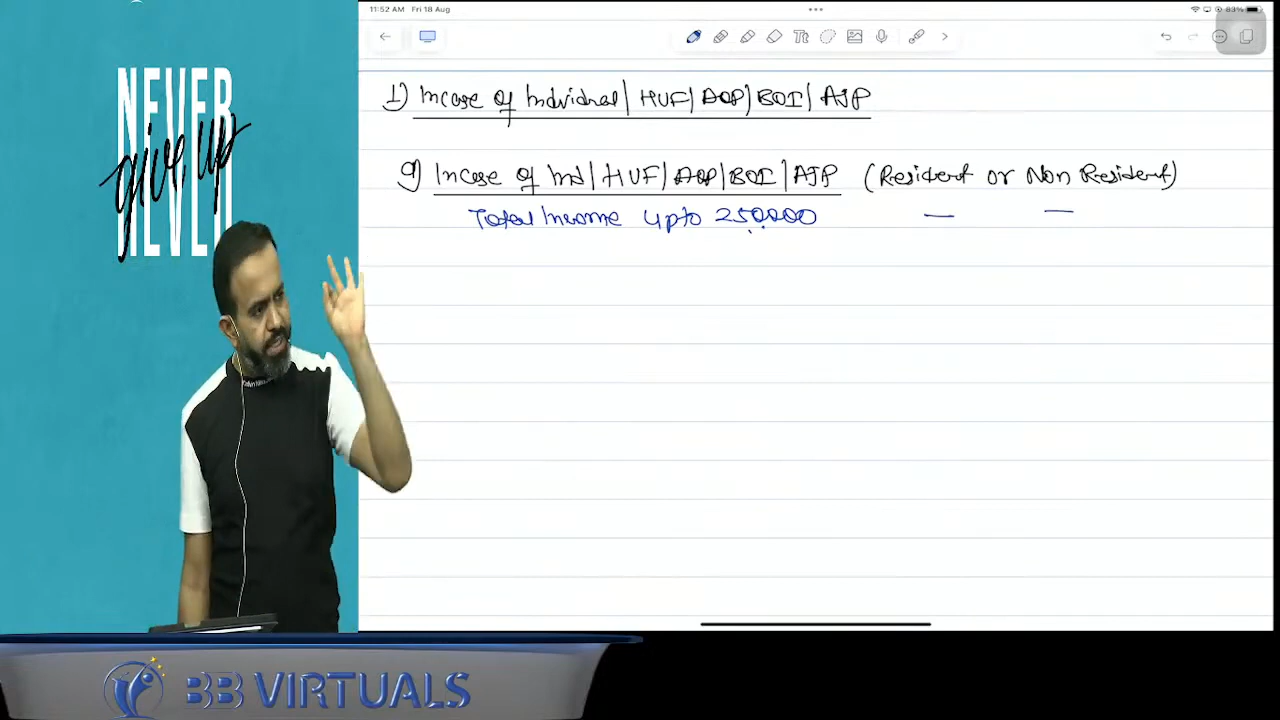 11:52 AM Fri 18 Aug
83%
NEVER
give up
NEVER
1) Incase of Individual | HUF | AOP | BOI | AJP
a) Incase of Ind | HUF | AOP | BOI | AJP (Resident or Non Resident)
Total Income upto 250000 — —
BB VIRTUALS